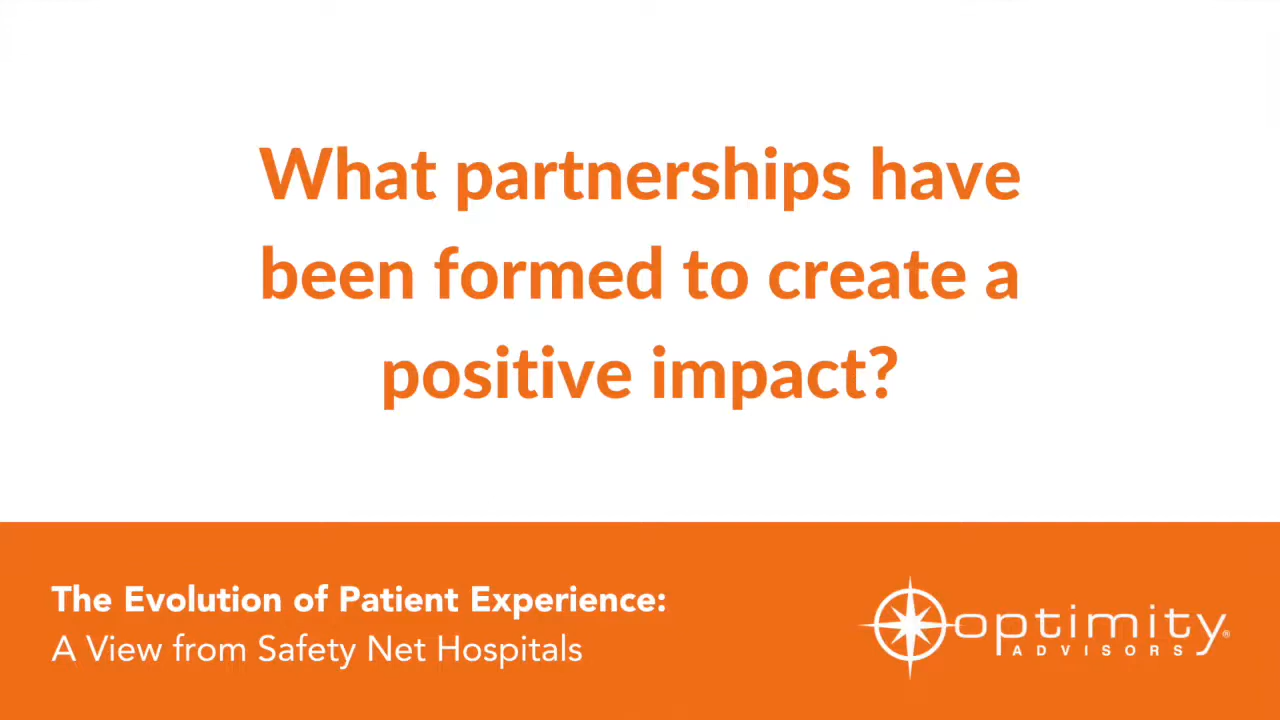 What partnerships have
been formed to create a
positive impact?
The Evolution of Patient Experience:
A View from Safety Net Hospitals
optimity®
ADVISORS